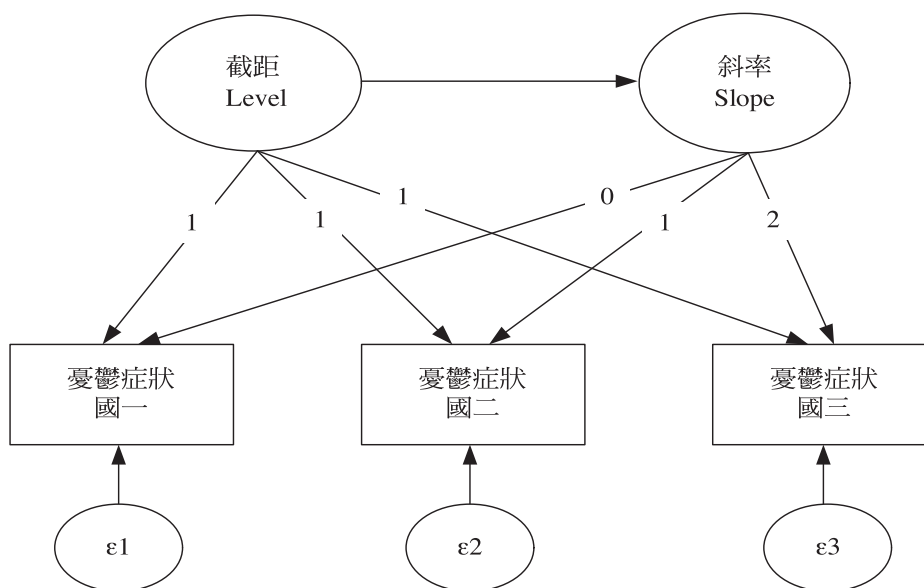 截距
Level
斜率
Slope
1
1
1
0
1
2
憂鬱症狀
國一
憂鬱症狀
國二
憂鬱症狀
國三
ε1
ε2
ε3